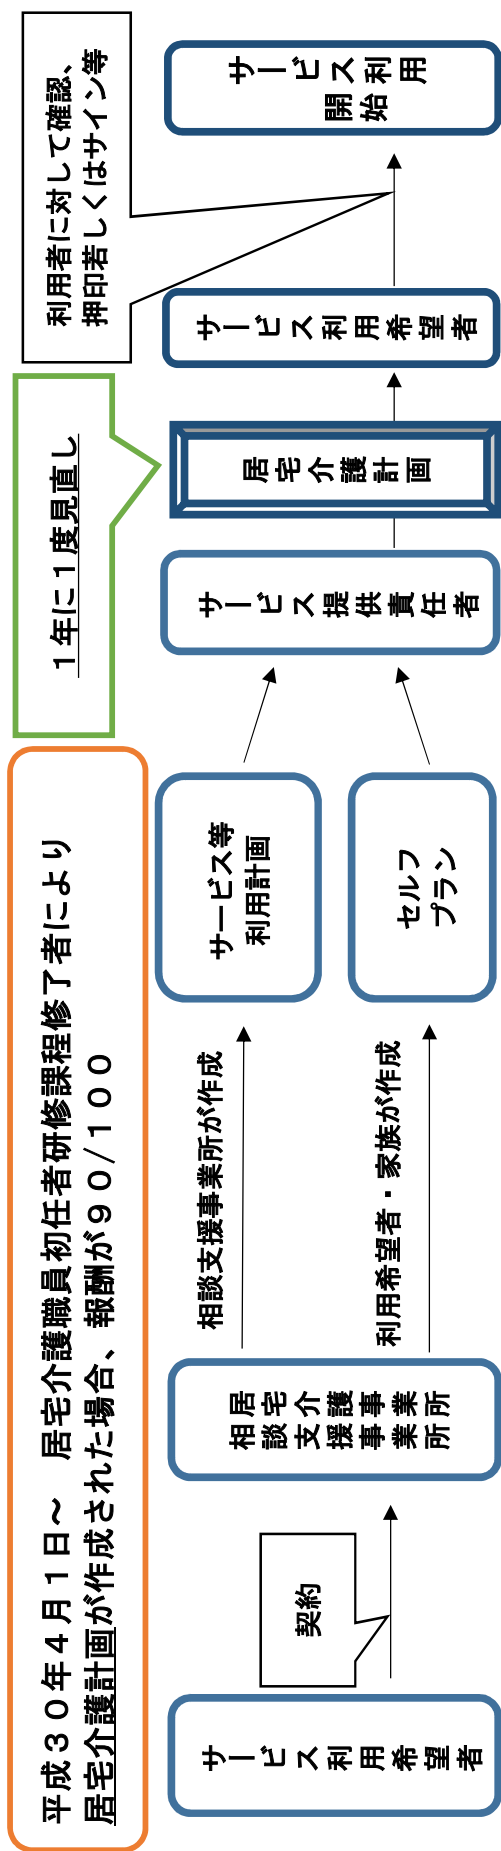 平成３０年４月１日～　居宅介護職員初任者研修課程修了者により
居宅介護計画が作成された場合、報酬が９０/１００
１年に１度見直し
利用者に対して確認、
押印若しくはサイン等
サービス利用希望者
契約
居宅介護事業所
相談支援事業所
相談支援事業所が作成
利用希望者・家族が作成
サービス等
利用計画
セルフ
プラン
サービス提供責任者
居宅介護計画
サービス利用希望者
サービス利用
開始